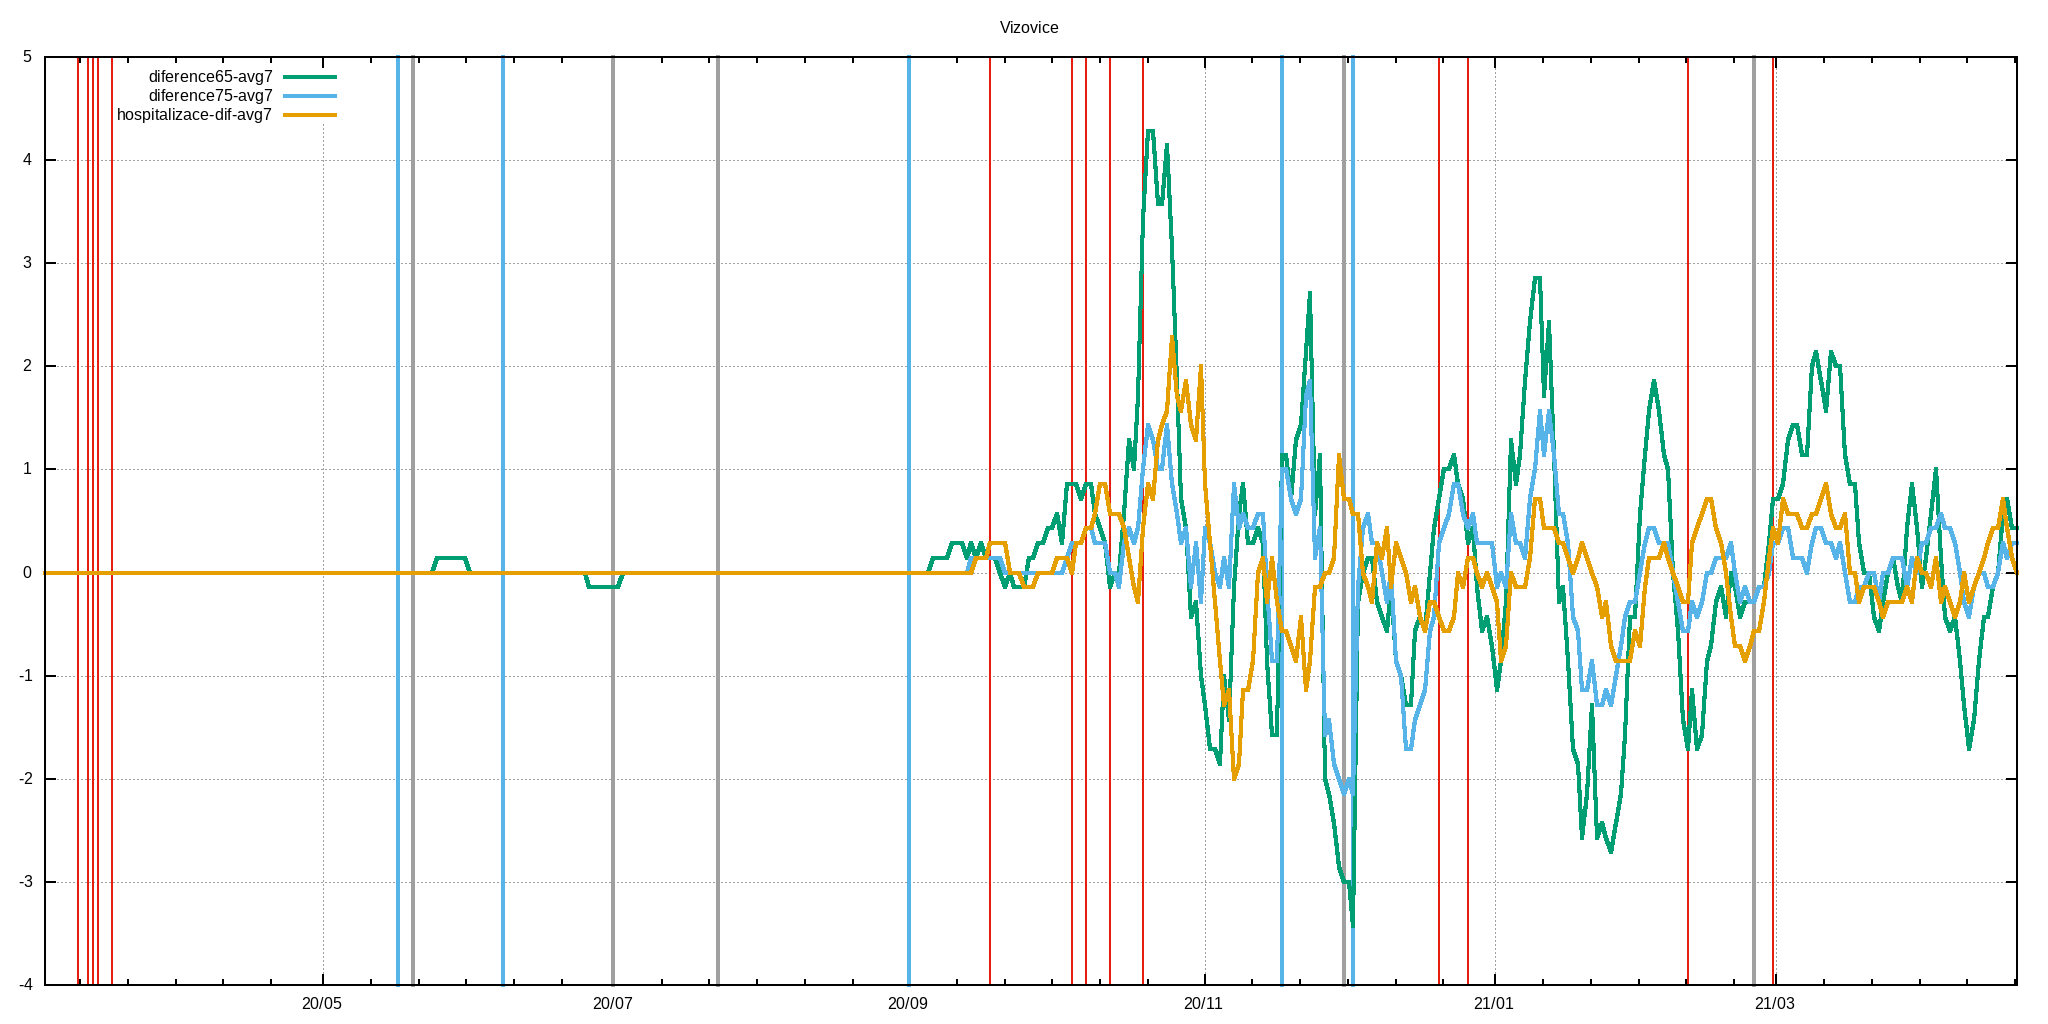 Vizovice
5
diference65-avg7
diference75-avg7
hospitalizace-dif-avg7
4
3
2
1
0
-1
-2
-3
-4
20/05 20/07 20/09 20/11 21/01 21/03